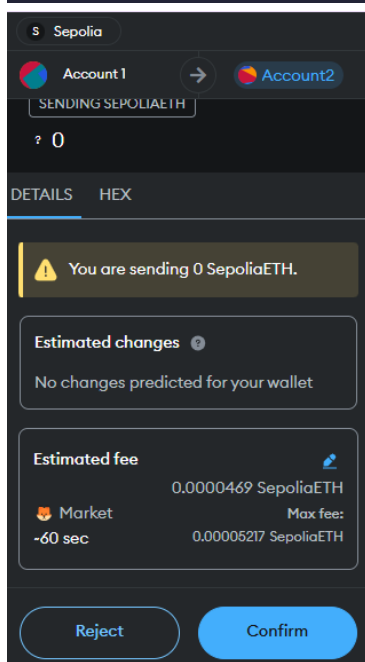 S Sepolia
Account 1 → Account2
SENDING SEPOLIAETH
? 0
DETAILS HEX
You are sending 0 SepoliaETH.
Estimated changes ?
No changes predicted for your wallet
Estimated fee
0.0000469 SepoliaETH
Market Max fee:
~60 sec 0.00005217 SepoliaETH
Reject Confirm